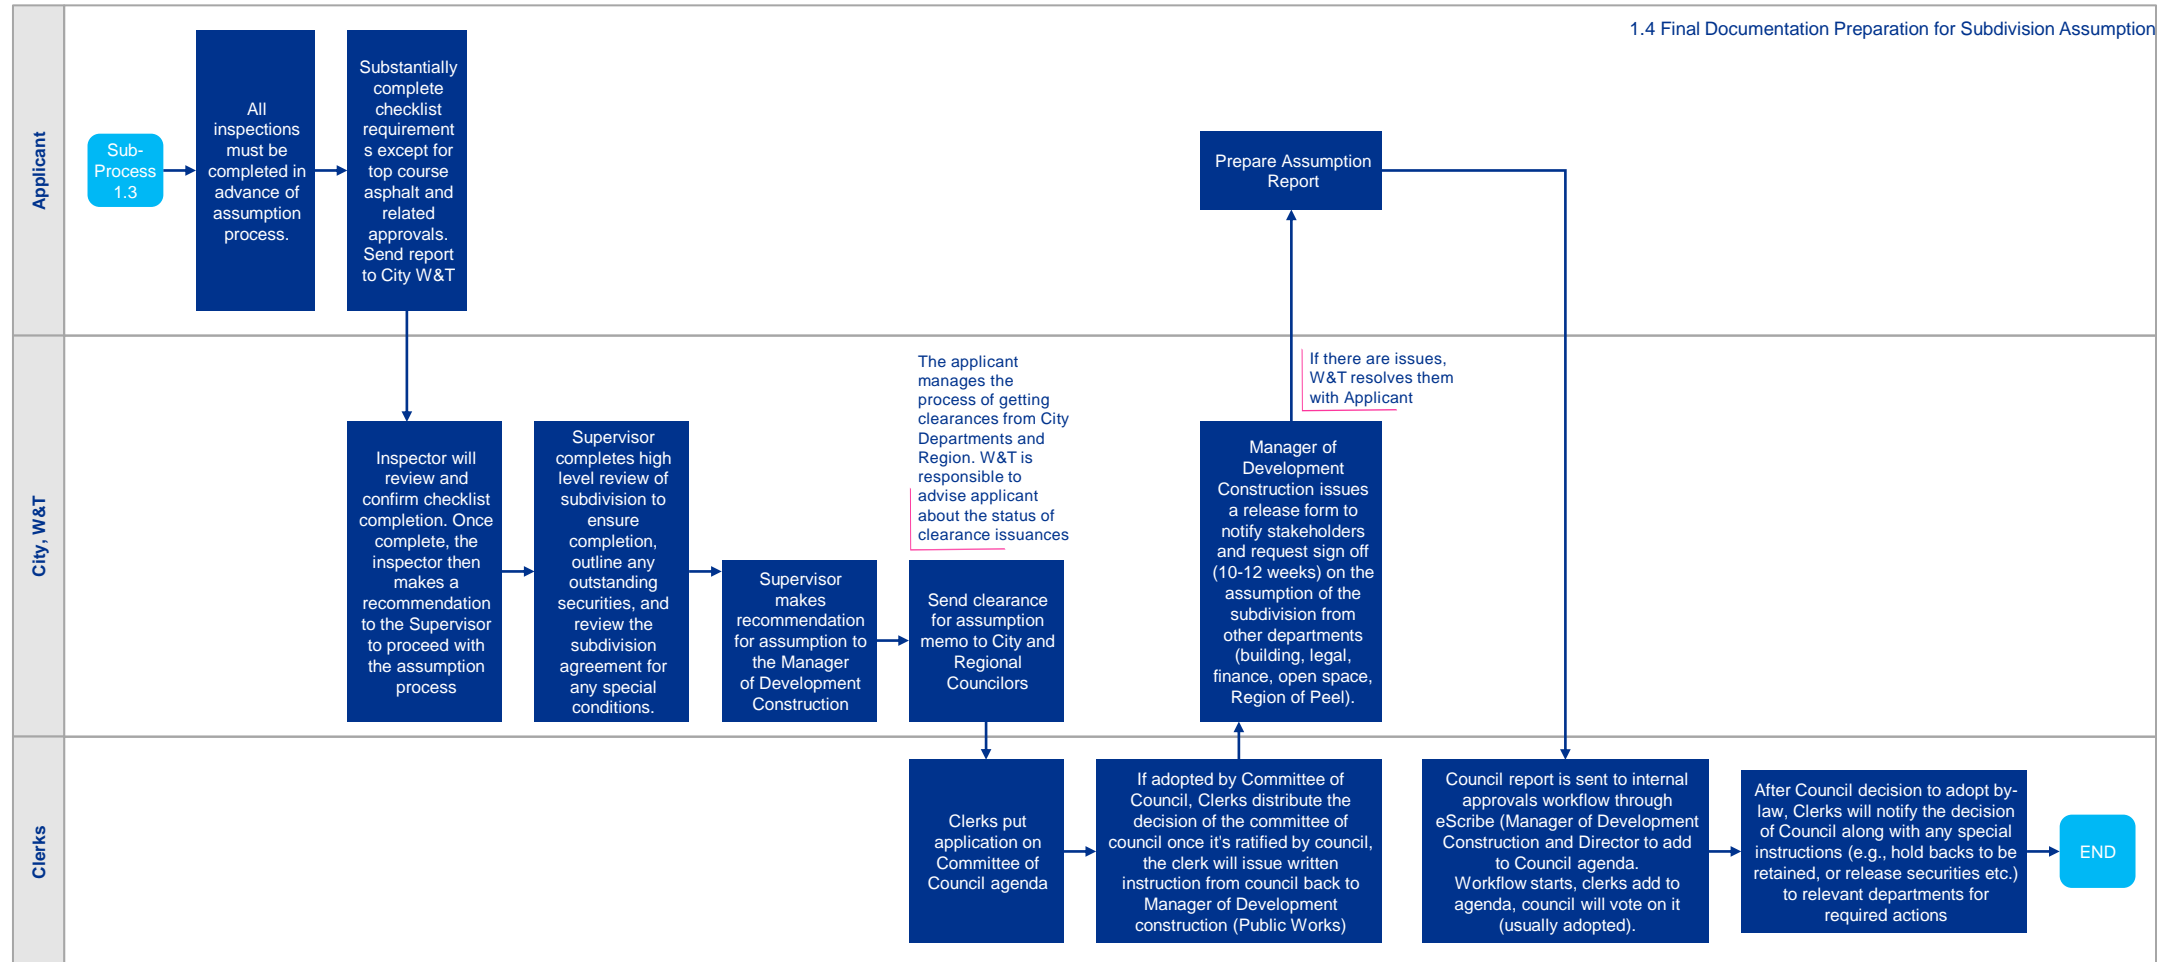 1.4 Final Documentation Preparation for Subdivision Assumption
Applicant
Sub-
Process
1.3
All
inspections
must be
completed in
advance of
assumption
process.
Substantially
complete
checklist
requirement
s except for
top course
asphalt and
related
approvals.
Send report
to City W&T
Prepare Assumption
Report
City, W&T
Inspector will
review and
confirm checklist
completion. Once
complete, the
inspector then
makes a
recommendation
to the Supervisor
to proceed with
the assumption
process
Supervisor
completes high
level review of
subdivision to
ensure
completion,
outline any
outstanding
securities, and
review the
subdivision
agreement for
any special
conditions.
Supervisor
makes
recommendation
for assumption to
the Manager
of Development
Construction
The applicant
manages the
process of getting
clearances from City
Departments and
Region. W&T is
responsible to
advise applicant
about the status of
clearance issuances
Send clearance
for assumption
memo to City and
Regional
Councilors
Manager of
Development
Construction issues
a release form to
notify stakeholders
and request sign off
(10-12 weeks) on the
assumption of the
subdivision from
other departments
(building, legal,
finance, open space,
Region of Peel).
If there are issues,
W&T resolves them
with Applicant
Clerks
Clerks put
application on
Committee of
Council agenda
If adopted by Committee of
Council, Clerks distribute the
decision of the committee of
council once it's ratified by council,
the clerk will issue written
instruction from council back to
Manager of Development
construction (Public Works)
Council report is sent to internal
approvals workflow through
eScribe (Manager of Development
Construction and Director to add
to Council agenda.
Workflow starts, clerks add to
agenda, council will vote on it
(usually adopted).
After Council decision to adopt by-
law, Clerks will notify the decision
of Council along with any special
instructions (e.g., hold backs to be
retained, or release securities etc.)
to relevant departments for
required actions
END